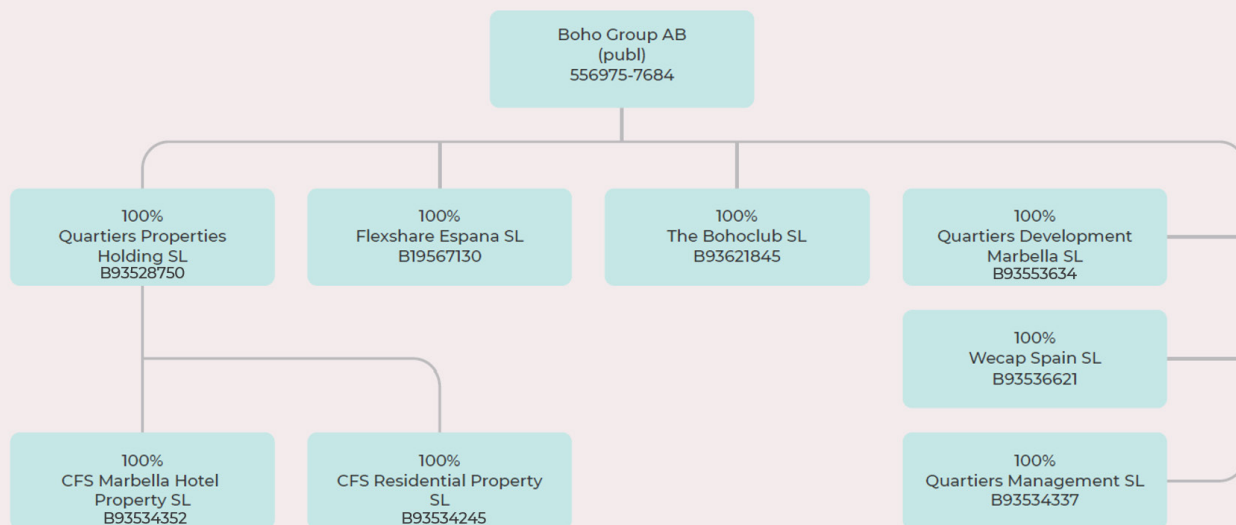 Boho Group AB
(publ)
556975-7684
100%
Quartiers Properties
Holding SL
B93528750
100%
Flexshare Espana SL
B19567130
100%
The Bohoclub SL
B93621845
100%
Quartiers Development
Marbella SL
B93553634
100%
Wecap Spain SL
B93536621
100%
CFS Marbella Hotel
Property SL
B93534352
100%
CFS Residential Property
SL
B93534245
100%
Quartiers Management SL
B93534337